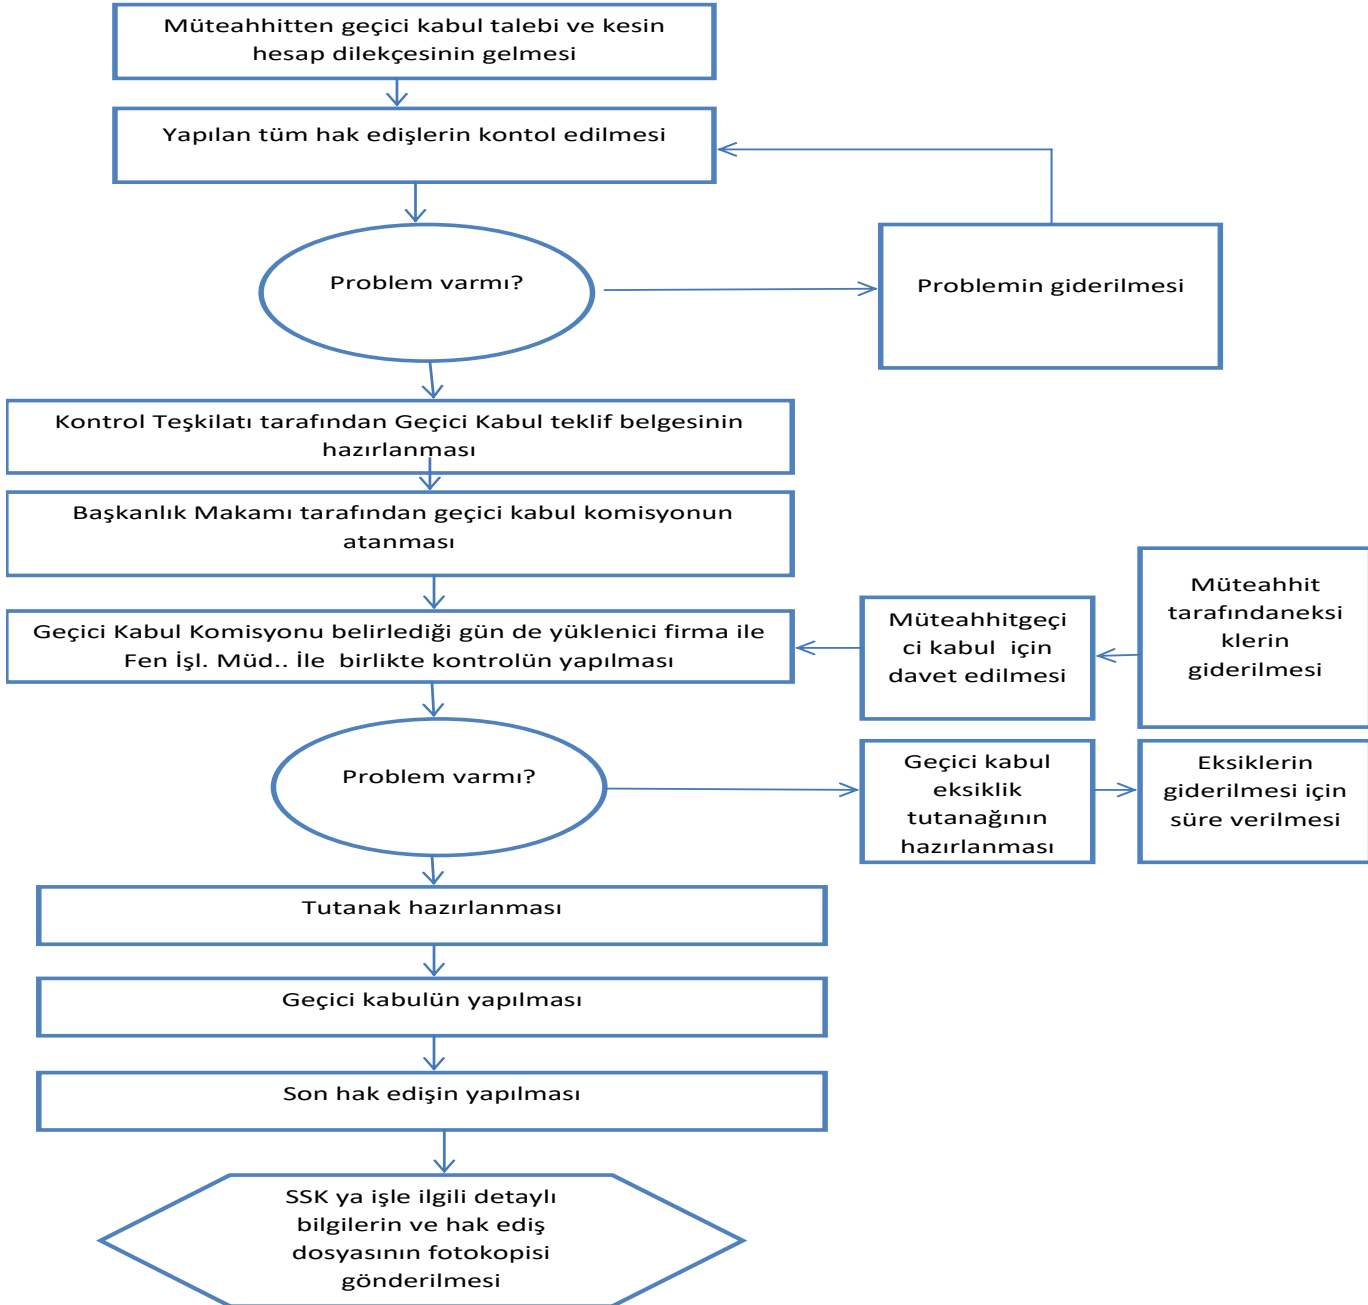 Müteahhitten geçici kabul talebi ve kesin
hesap dilekçesinin gelmesi
Yapılan tüm hak edişlerin kontol edilmesi
Problem varmı?
Problemin giderilmesi
Kontrol Teşkilatı tarafından Geçici Kabul teklif belgesinin
hazırlanması
Başkanlık Makamı tarafından geçici kabul komisyonun
atanması
Geçici Kabul Komisyonu belirlediği gün de yüklenici firma ile
Fen İşl. Müd.. İle  birlikte kontrolün yapılması
Müteahhitgeçi
ci kabul  için
davet edilmesi
Müteahhit
tarafındaneksi
klerin
giderilmesi
Problem varmı?
Geçici kabul
eksiklik
tutanağının
hazırlanması
Eksiklerin
giderilmesi için
süre verilmesi
Tutanak hazırlanması
Geçici kabulün yapılması
Son hak edişin yapılması
SSK ya işle ilgili detaylı
bilgilerin ve hak ediş
dosyasının fotokopisi
gönderilmesi